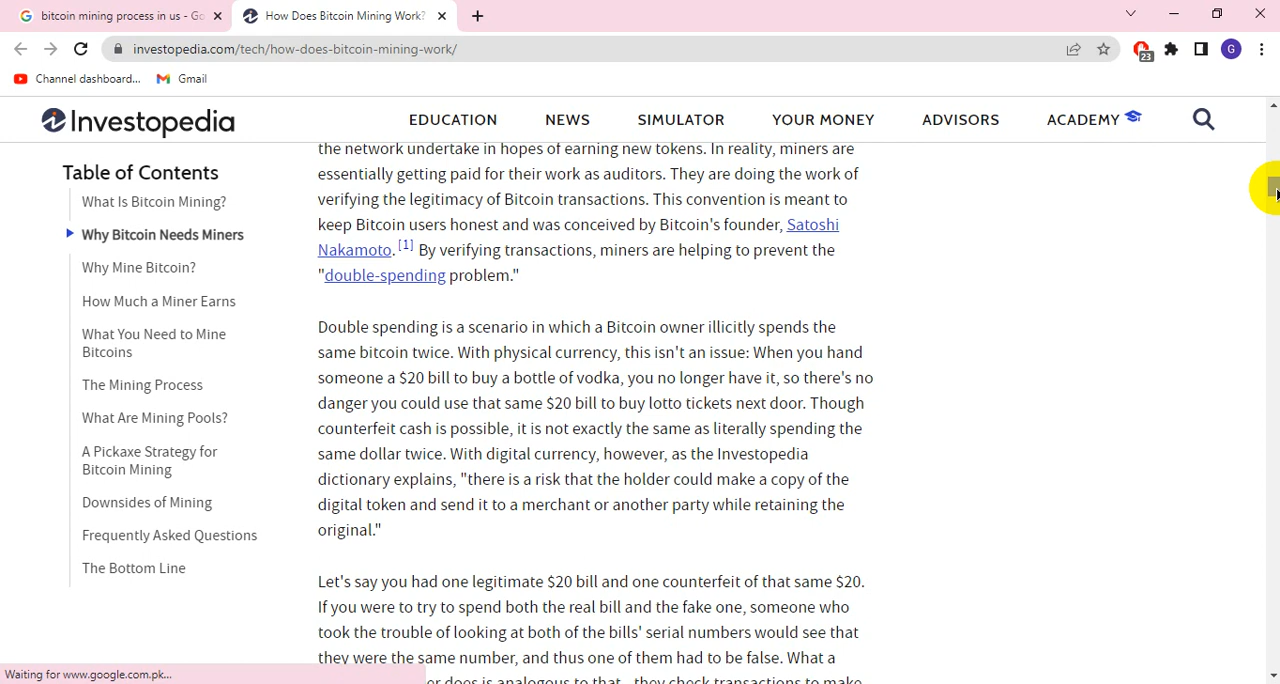 bitcoin mining process in us - Go
How Does Bitcoin Mining Work?
investopedia.com/tech/how-does-bitcoin-mining-work/
23
G
Channel dashboard...
Gmail
Investopedia
EDUCATION
NEWS
SIMULATOR
YOUR MONEY
ADVISORS
ACADEMY
Table of Contents
What Is Bitcoin Mining?
Why Bitcoin Needs Miners
Why Mine Bitcoin?
How Much a Miner Earns
What You Need to Mine
Bitcoins
The Mining Process
What Are Mining Pools?
A Pickaxe Strategy for
Bitcoin Mining
Downsides of Mining
Frequently Asked Questions
The Bottom Line
the network undertake in hopes of earning new tokens. In reality, miners are
essentially getting paid for their work as auditors. They are doing the work of
verifying the legitimacy of Bitcoin transactions. This convention is meant to
keep Bitcoin users honest and was conceived by Bitcoin's founder, Satoshi
Nakamoto.[1] By verifying transactions, miners are helping to prevent the
"double-spending problem."
Double spending is a scenario in which a Bitcoin owner illicitly spends the
same bitcoin twice. With physical currency, this isn't an issue: When you hand
someone a $20 bill to buy a bottle of vodka, you no longer have it, so there's no
danger you could use that same $20 bill to buy lotto tickets next door. Though
counterfeit cash is possible, it is not exactly the same as literally spending the
same dollar twice. With digital currency, however, as the Investopedia
dictionary explains, "there is a risk that the holder could make a copy of the
digital token and send it to a merchant or another party while retaining the
original."
Let's say you had one legitimate $20 bill and one counterfeit of that same $20.
If you were to try to spend both the real bill and the fake one, someone who
took the trouble of looking at both of the bills' serial numbers would see that
they were the same number, and thus one of them had to be false. What a
er does is analogous to that—they check transactions to make
Waiting for www.google.com.pk...